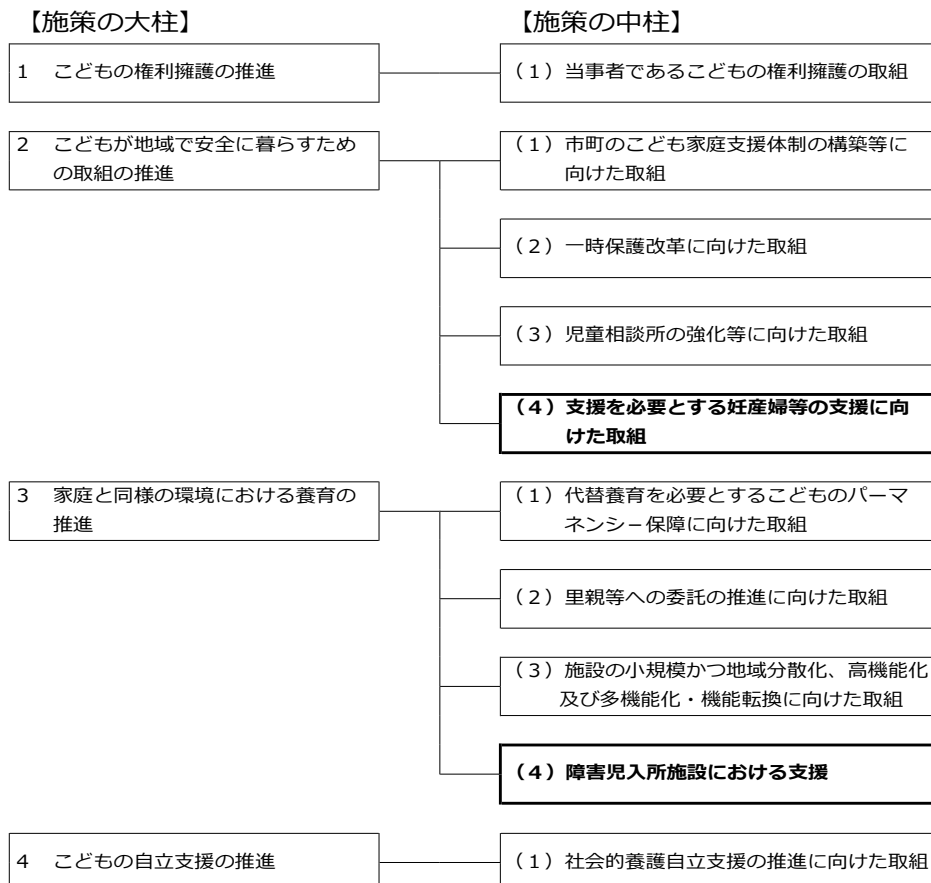 【施策の大柱】
【施策の中柱】
1 こどもの権利擁護の推進
（１）当事者であるこどもの権利擁護の取組
2 こどもが地域で安全に暮らすため
の取組の推進
（１）市町のこども家庭支援体制の構築等に
向けた取組
（２）一時保護改革に向けた取組
（３）児童相談所の強化等に向けた取組
（４）支援を必要とする妊産婦等の支援に向
けた取組
3 家庭と同様の環境における養育の
推進
（１）代替養育を必要とするこどものパーマ
ネンシ－保障に向けた取組
（２）里親等への委託の推進に向けた取組
（３）施設の小規模かつ地域分散化、高機能化
及び多機能化・機能転換に向けた取組
（４）障害児入所施設における支援
4 こどもの自立支援の推進
（１）社会的養護自立支援の推進に向けた取組